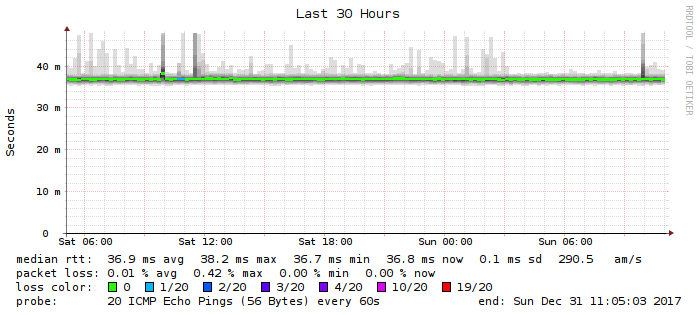 Last 30 Hours
RRDTOOL / TOBI OETIKER
Seconds
40 m
30 m
20 m
10 m
0
Sat 06:00 Sat 12:00 Sat 18:00 Sun 00:00 Sun 06:00
median rtt: 36.9 ms avg 38.2 ms max 36.7 ms min 36.8 ms now 0.1 ms sd 290.5 am/s
packet loss: 0.01 % avg 0.42 % max 0.00 % min 0.00 % now
loss color: 0 1/20 2/20 3/20 4/20 10/20 19/20
probe: 20 ICMP Echo Pings (56 Bytes) every 60s end: Sun Dec 31 11:05:03 2017